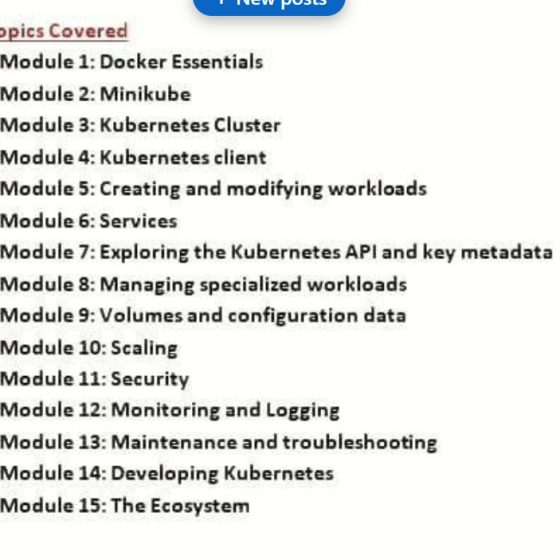 New posts
opics Covered
Module 1: Docker Essentials
Module 2: Minikube
Module 3: Kubernetes Cluster
Module 4: Kubernetes client
Module 5: Creating and modifying workloads
Module 6: Services
Module 7: Exploring the Kubernetes API and key metadata
Module 8: Managing specialized workloads
Module 9: Volumes and configuration data
Module 10: Scaling
Module 11: Security
Module 12: Monitoring and Logging
Module 13: Maintenance and troubleshooting
Module 14: Developing Kubernetes
Module 15: The Ecosystem